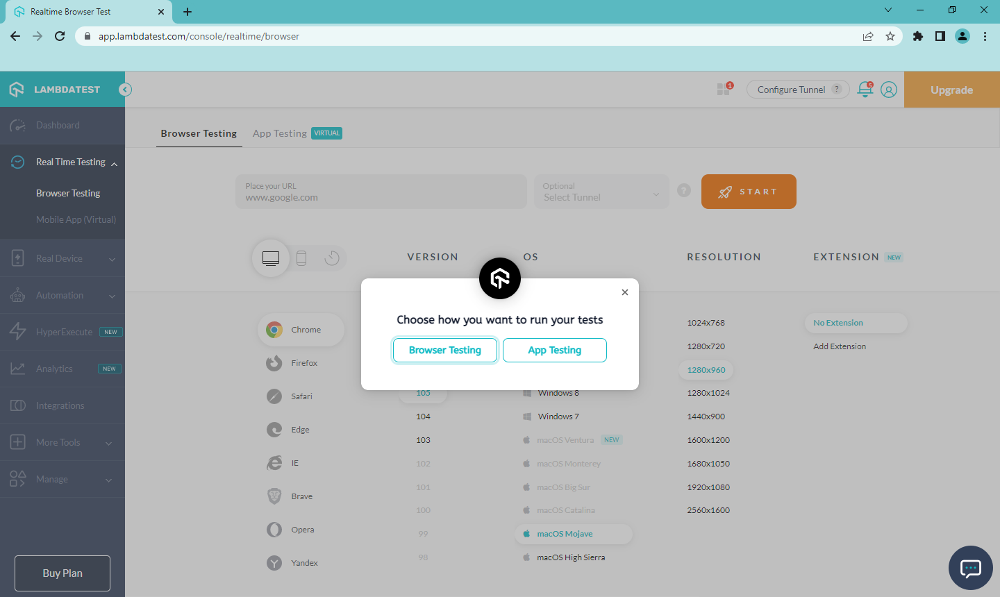 Realtime Browser Test
app.lambdatest.com/console/realtime/browser
LAMBDATEST
1
Configure Tunnel ?
5
Upgrade
Dashboard
Real Time Testing
Browser Testing
Mobile App (Virtual)
Real Device
Automation
HyperExecute NEW
Analytics NEW
Integrations
More Tools
Manage
Buy Plan
Browser Testing
App Testing VIRTUAL
Place your URL
www.google.com
Optional
Select Tunnel
?
START
VERSION
OS
RESOLUTION
EXTENSION NEW
Choose how you want to run your tests
Browser Testing
App Testing
Chrome
Firefox
Safari
Edge
IE
Brave
Opera
Yandex
105
104
103
102
101
100
99
98
Windows 8
Windows 7
macOS Ventura NEW
macOS Monterey
macOS Big Sur
macOS Catalina
macOS Mojave
macOS High Sierra
1024x768
1280x720
1280x960
1280x1024
1440x900
1600x1200
1680x1050
1920x1080
2560x1600
No Extension
Add Extension